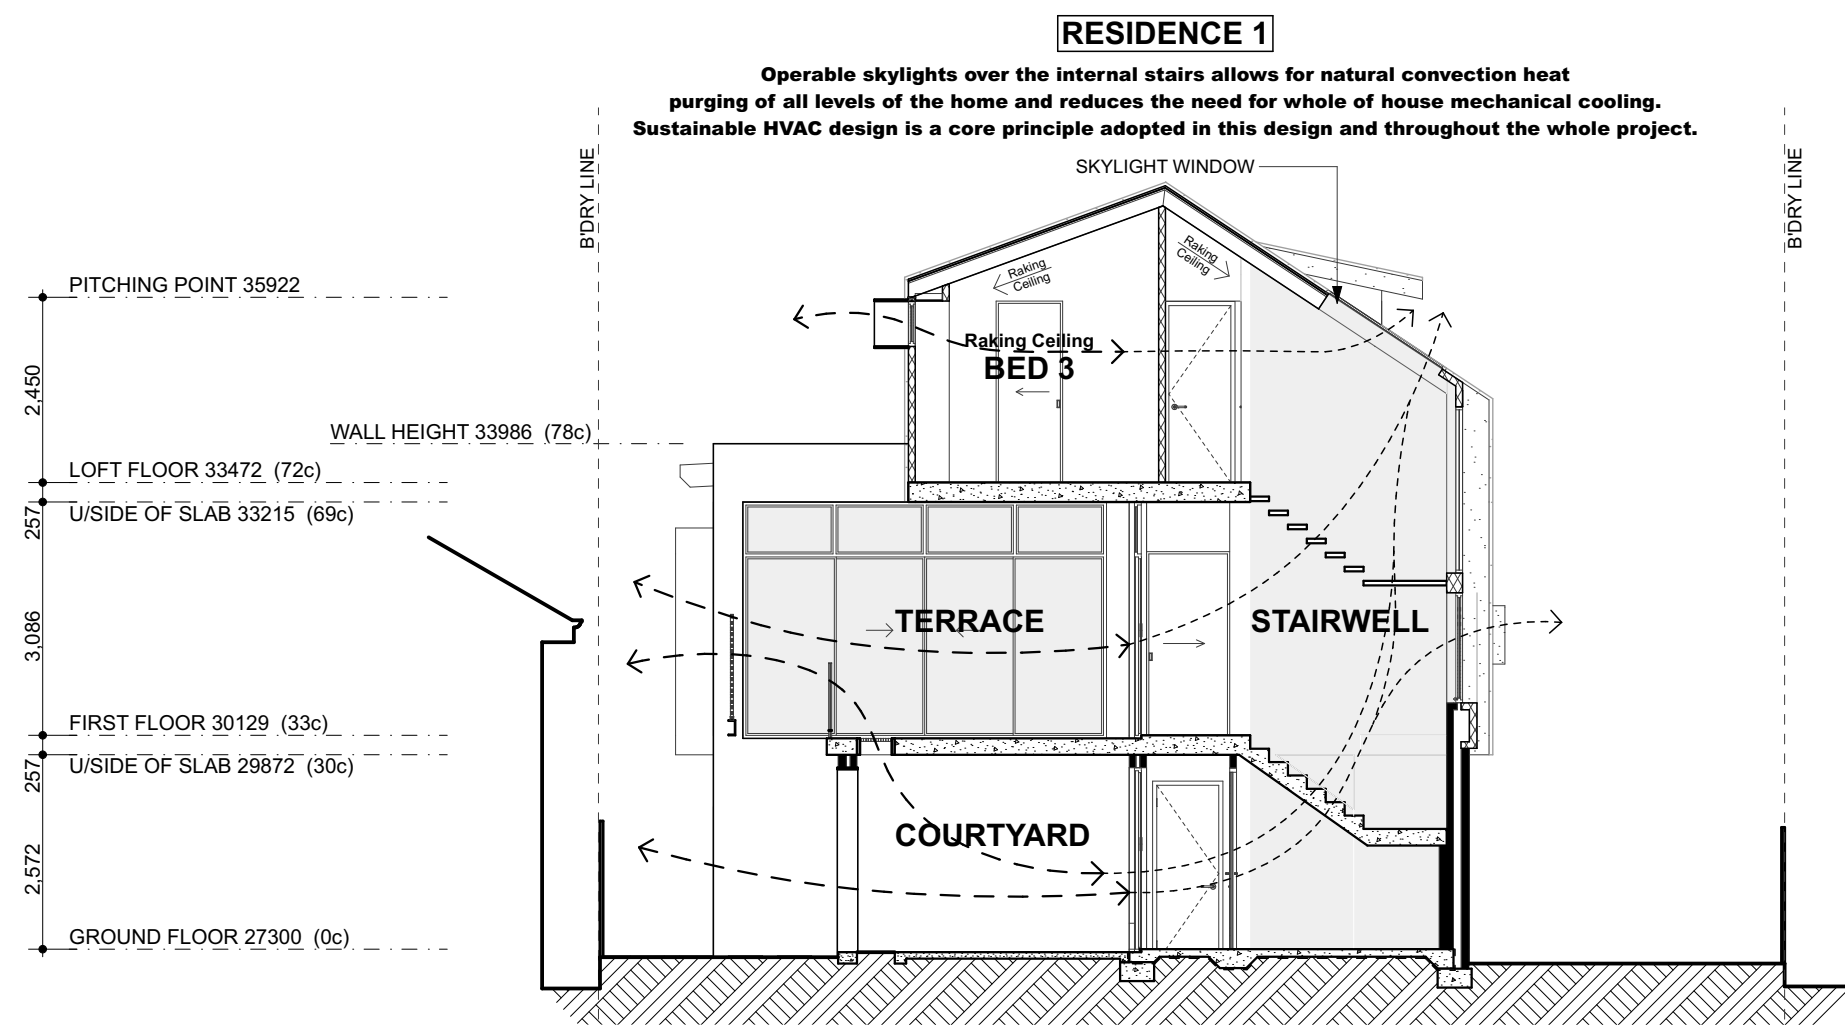 RESIDENCE 1
Operable skylights over the internal stairs allows for natural convection heat
purging of all levels of the home and reduces the need for whole of house mechanical cooling.
Sustainable HVAC design is a core principle adopted in this design and throughout the whole project.
B'DRY LINE
B'DRY LINE
SKYLIGHT WINDOW
Raking
Ceiling
Raking
Ceiling
PITCHING POINT 35922
Raking Ceiling
BED 3
2,450
WALL HEIGHT 33986 (78c)
LOFT FLOOR 33472 (72c)
257
U/SIDE OF SLAB 33215 (69c)
TERRACE
STAIRWELL
3,086
FIRST FLOOR 30129 (33c)
257
U/SIDE OF SLAB 29872 (30c)
COURTYARD
2,572
GROUND FLOOR 27300 (0c)